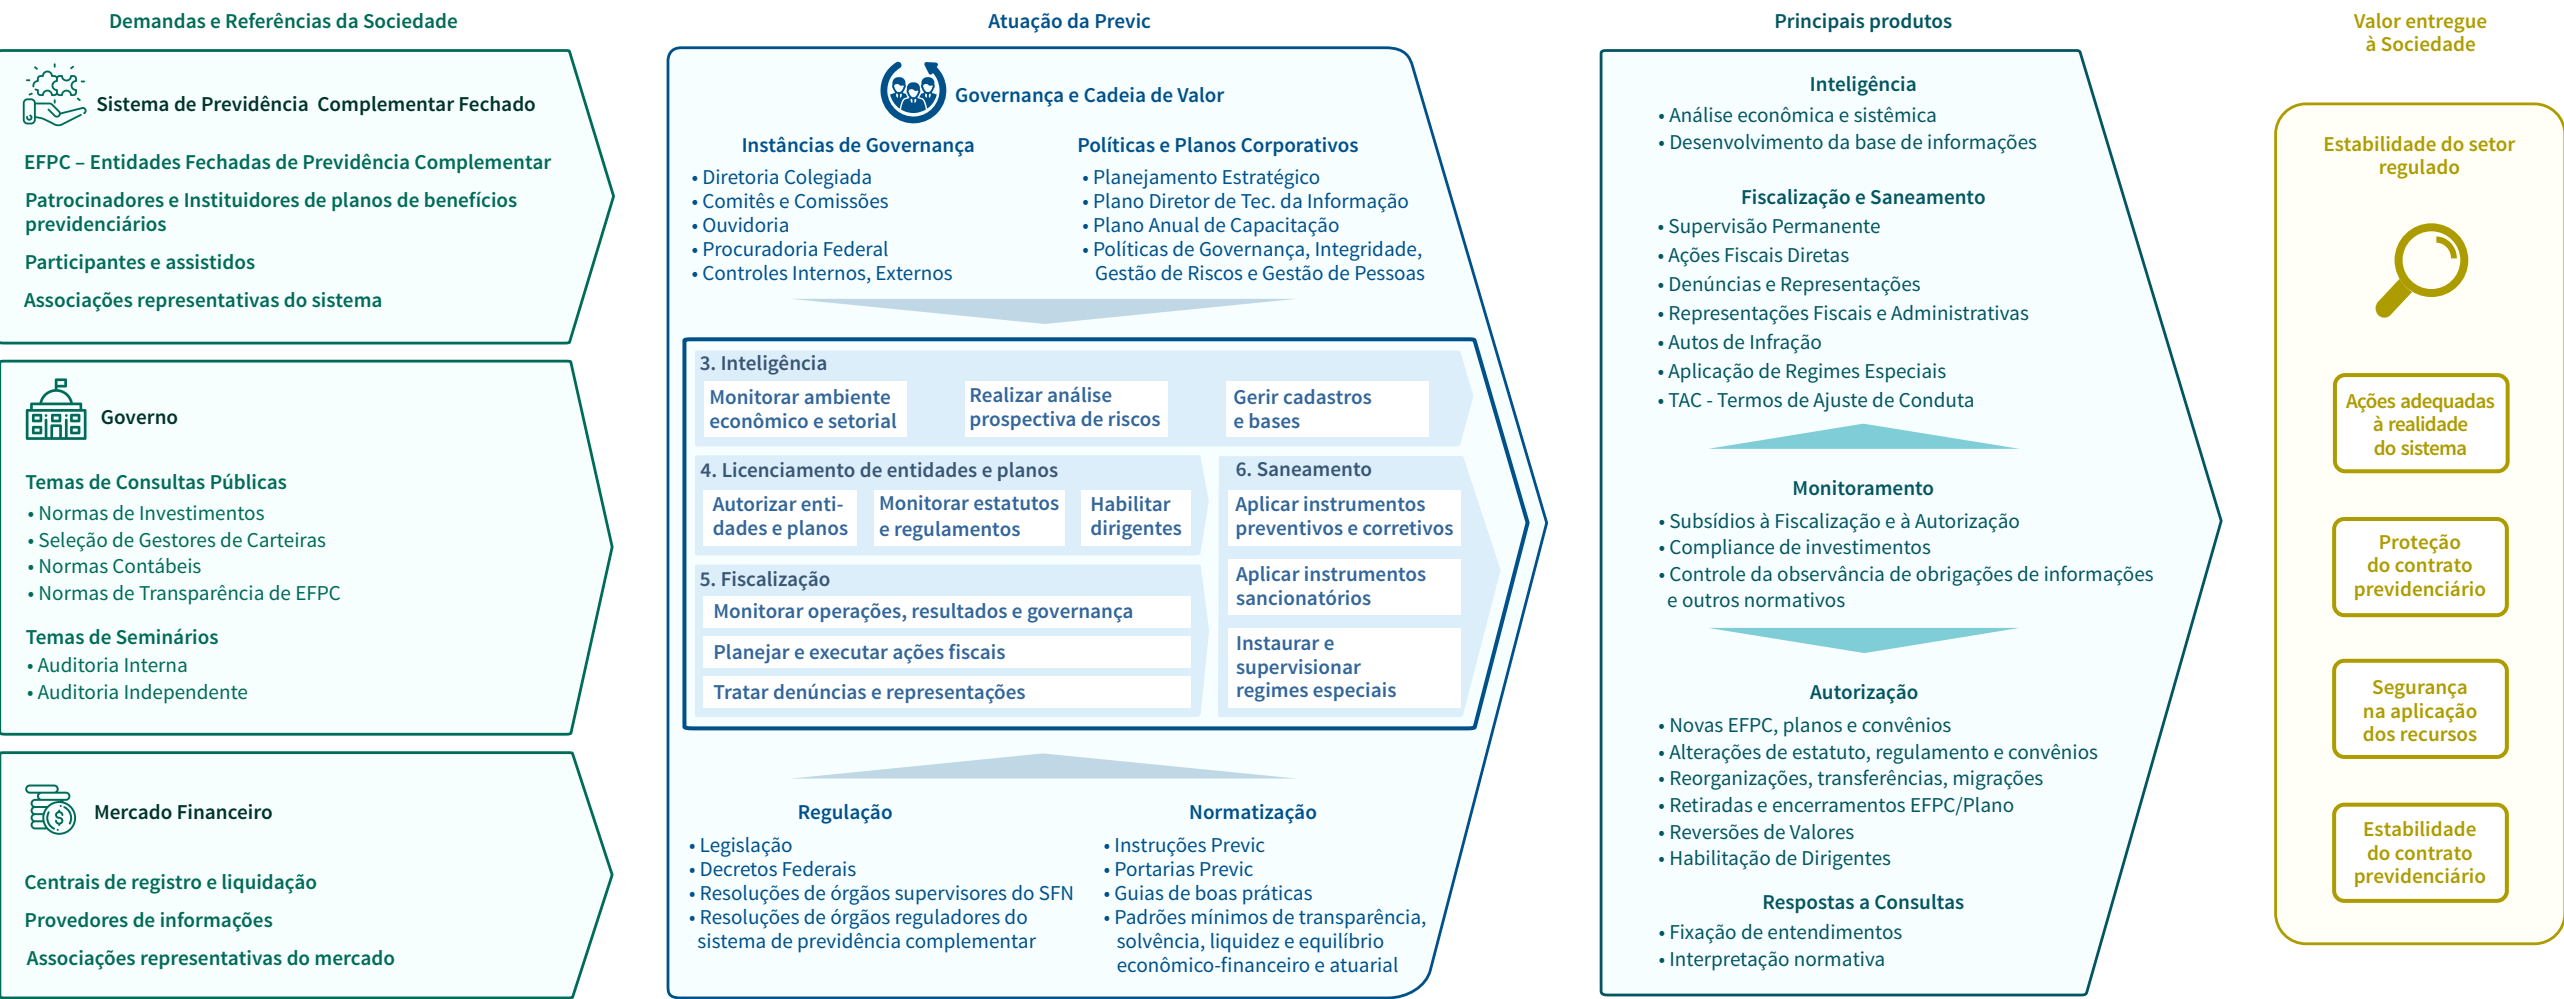 Demandas e Referências da Sociedade
Sistema de Previdência Complementar Fechado
EFPC – Entidades Fechadas de Previdência Complementar
Patrocinadores e Instituidores de planos de benefícios
previdenciários
Participantes e assistidos
Associações representativas do sistema
Governo
Temas de Consultas Públicas
• Normas de Investimentos
• Seleção de Gestores de Carteiras
• Normas Contábeis
• Normas de Transparência de EFPC
Temas de Seminários
• Auditoria Interna
• Auditoria Independente
Mercado Financeiro
Centrais de registro e liquidação
Provedores de informações
Associações representativas do mercado
Atuação da Previc
Governança e Cadeia de Valor
Instâncias de Governança
• Diretoria Colegiada
• Comitês e Comissões
• Ouvidoria
• Procuradoria Federal
• Controles Internos, Externos
Políticas e Planos Corporativos
• Planejamento Estratégico
• Plano Diretor de Tec. da Informação
• Plano Anual de Capacitação
• Políticas de Governança, Integridade,
Gestão de Riscos e Gestão de Pessoas
3. Inteligência
Monitorar ambiente
econômico e setorial
Realizar análise
prospectiva de riscos
Gerir cadastros
e bases
4. Licenciamento de entidades e planos
Autorizar enti-
dades e planos
Monitorar estatutos
e regulamentos
Habilitar
dirigentes
5. Fiscalização
Monitorar operações, resultados e governança
Planejar e executar ações fiscais
Tratar denúncias e representações
6. Saneamento
Aplicar instrumentos
preventivos e corretivos
Aplicar instrumentos
sancionatórios
Instaurar e
supervisionar
regimes especiais
Regulação
• Legislação
• Decretos Federais
• Resoluções de órgãos supervisores do SFN
• Resoluções de órgãos reguladores do
sistema de previdência complementar
Normatização
• Instruções Previc
• Portarias Previc
• Guias de boas práticas
• Padrões mínimos de transparência,
solvência, liquidez e equilíbrio
econômico-financeiro e atuarial
Principais produtos
Inteligência
• Análise econômica e sistêmica
• Desenvolvimento da base de informações
Fiscalização e Saneamento
• Supervisão Permanente
• Ações Fiscais Diretas
• Denúncias e Representações
• Representações Fiscais e Administrativas
• Autos de Infração
• Aplicação de Regimes Especiais
• TAC - Termos de Ajuste de Conduta
Monitoramento
• Subsídios à Fiscalização e à Autorização
• Compliance de investimentos
• Controle da observância de obrigações de informações
e outros normativos
Autorização
• Novas EFPC, planos e convênios
• Alterações de estatuto, regulamento e convênios
• Reorganizações, transferências, migrações
• Retiradas e encerramentos EFPC/Plano
• Reversões de Valores
• Habilitação de Dirigentes
Respostas a Consultas
• Fixação de entendimentos
• Interpretação normativa
Valor entregue
à Sociedade
Estabilidade do setor
regulado
Ações adequadas
à realidade
do sistema
Proteção
do contrato
previdenciário
Segurança
na aplicação
dos recursos
Estabilidade
do contrato
previdenciário